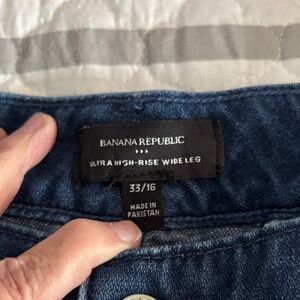 BANANA REPUBLIC
ULTRA HIGH-RISE WIDE LEG
33/16
MADE IN
PAKISTAN